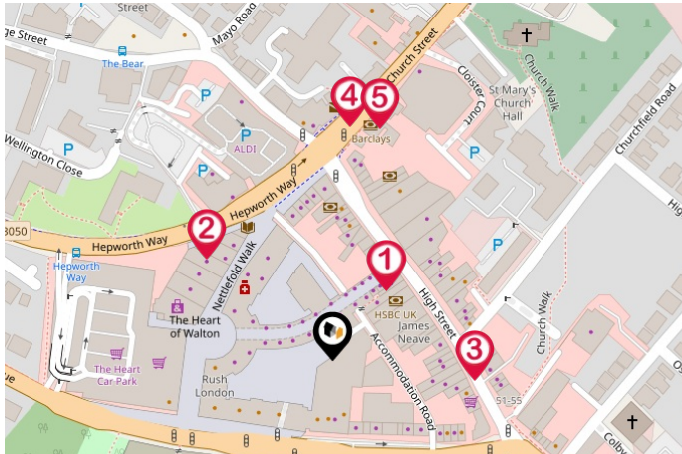 ge Street
Mayo Road
The Bear
P
P
Church Street
Cloister Court
St Mary's
Church
Hall
Church Walk
Churchfield Road
4
5
Barclays
ALDI
P
P
P
Wellington Close
Hig
Hepworth Way
2
3050
Hepworth Way
Hepworth
Way
Nettlefold Walk
P
1
High Street
HSBC UK
James
Neave
Church Walk
The Heart
of Walton
The Heart
Car Park
Accommodation Road
3
Rush
London
51-55
ue
Colby